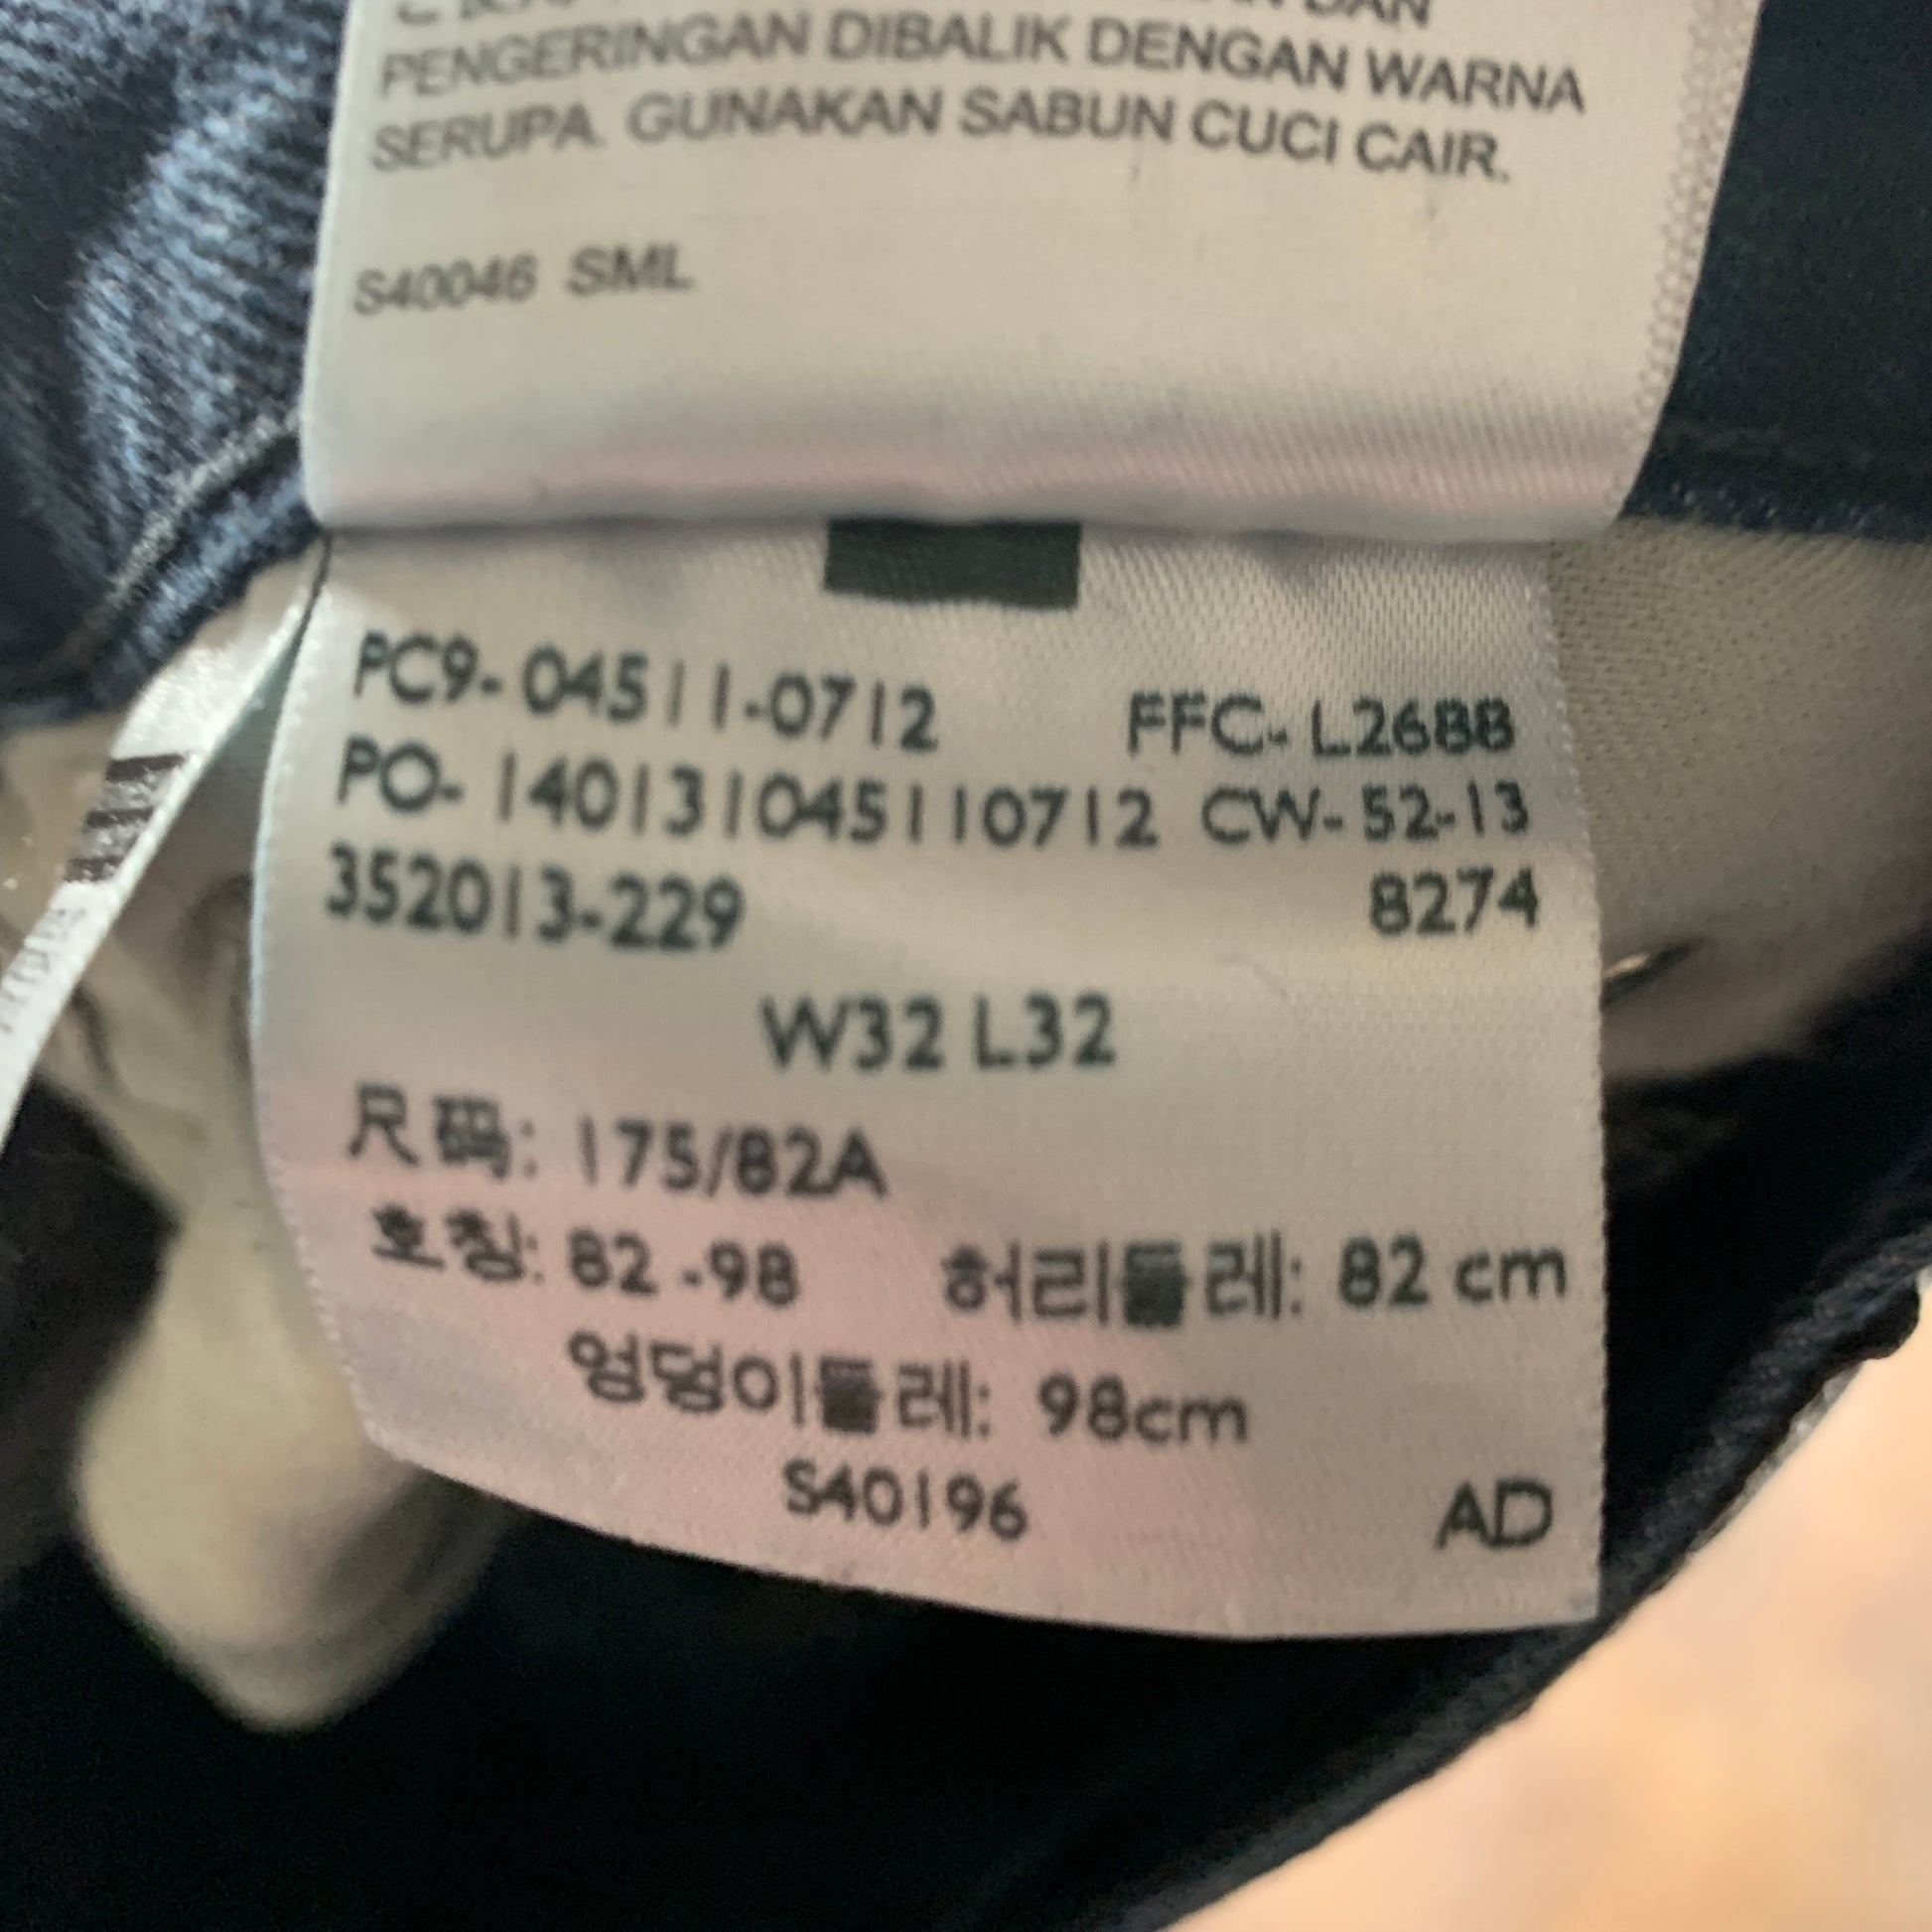 DAN
PENGERINGAN DIBALIK DENGAN WARNA
SERUPA. GUNAKAN SABUN CUCI CAIR.
S40046 SML
PC9-04511-0712 FFC-L2688
PO-140131045110712 CW-52-13
352013-229 8274
W32 L32
尺码: 175/82A
호칭: 82-98 허리둘레: 82 cm
엉덩이둘레: 98cm
S40196 AD